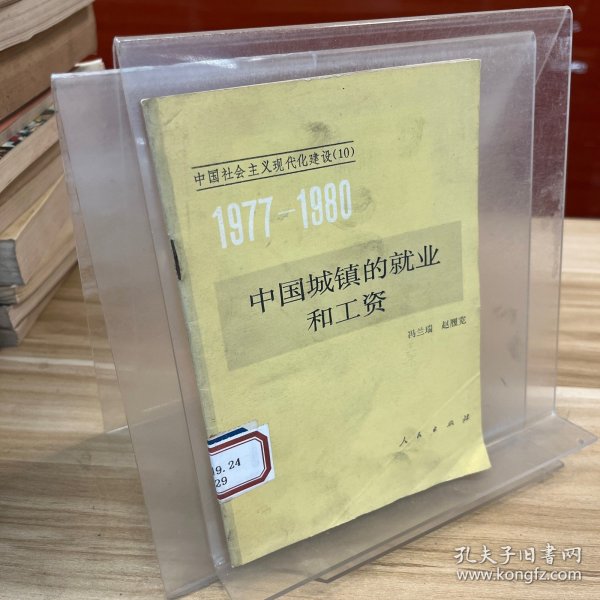 中国社会主义现代化建设(10)
1977-1980
中国城镇的就业
和工资
冯兰瑞 赵履宽
人民出版社
19.24
29
孔夫子旧書网
www.kongfz.com